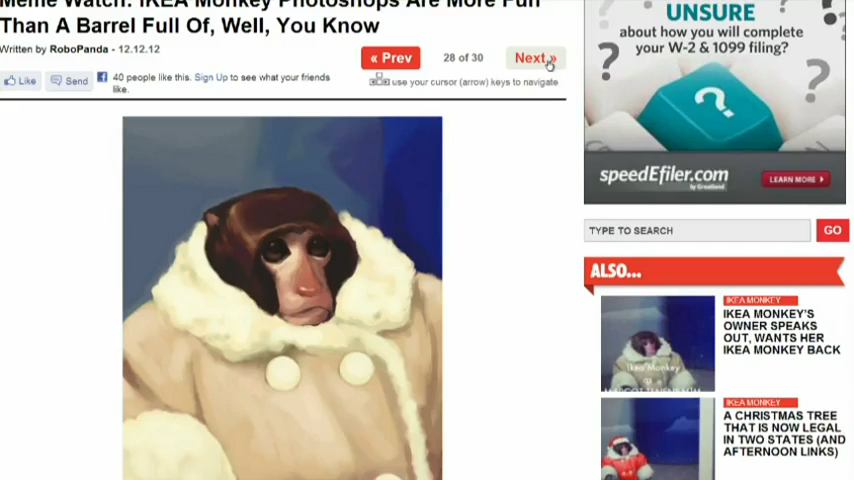 Meme Watch: IKEA Monkey Photoshops Are More Fun
Than A Barrel Full Of, Well, You Know
Written by RoboPanda - 12.12.12
« Prev
28 of 30
Next »
Like
Send
40 people like this. Sign Up to see what your friends
like.
use your cursor (arrow) keys to navigate
UNSURE
about how you will complete
your W-2 & 1099 filing?
?
?
?
?
speedEfiler.com
by Greatland
LEARN MORE
TYPE TO SEARCH
GO
ALSO...
Ikea Monkey
IKEA MONKEY
IKEA MONKEY'S
OWNER SPEAKS
OUT, WANTS HER
IKEA MONKEY BACK
IKEA MONKEY
A CHRISTMAS TREE
THAT IS NOW LEGAL
IN TWO STATES (AND
AFTERNOON LINKS)